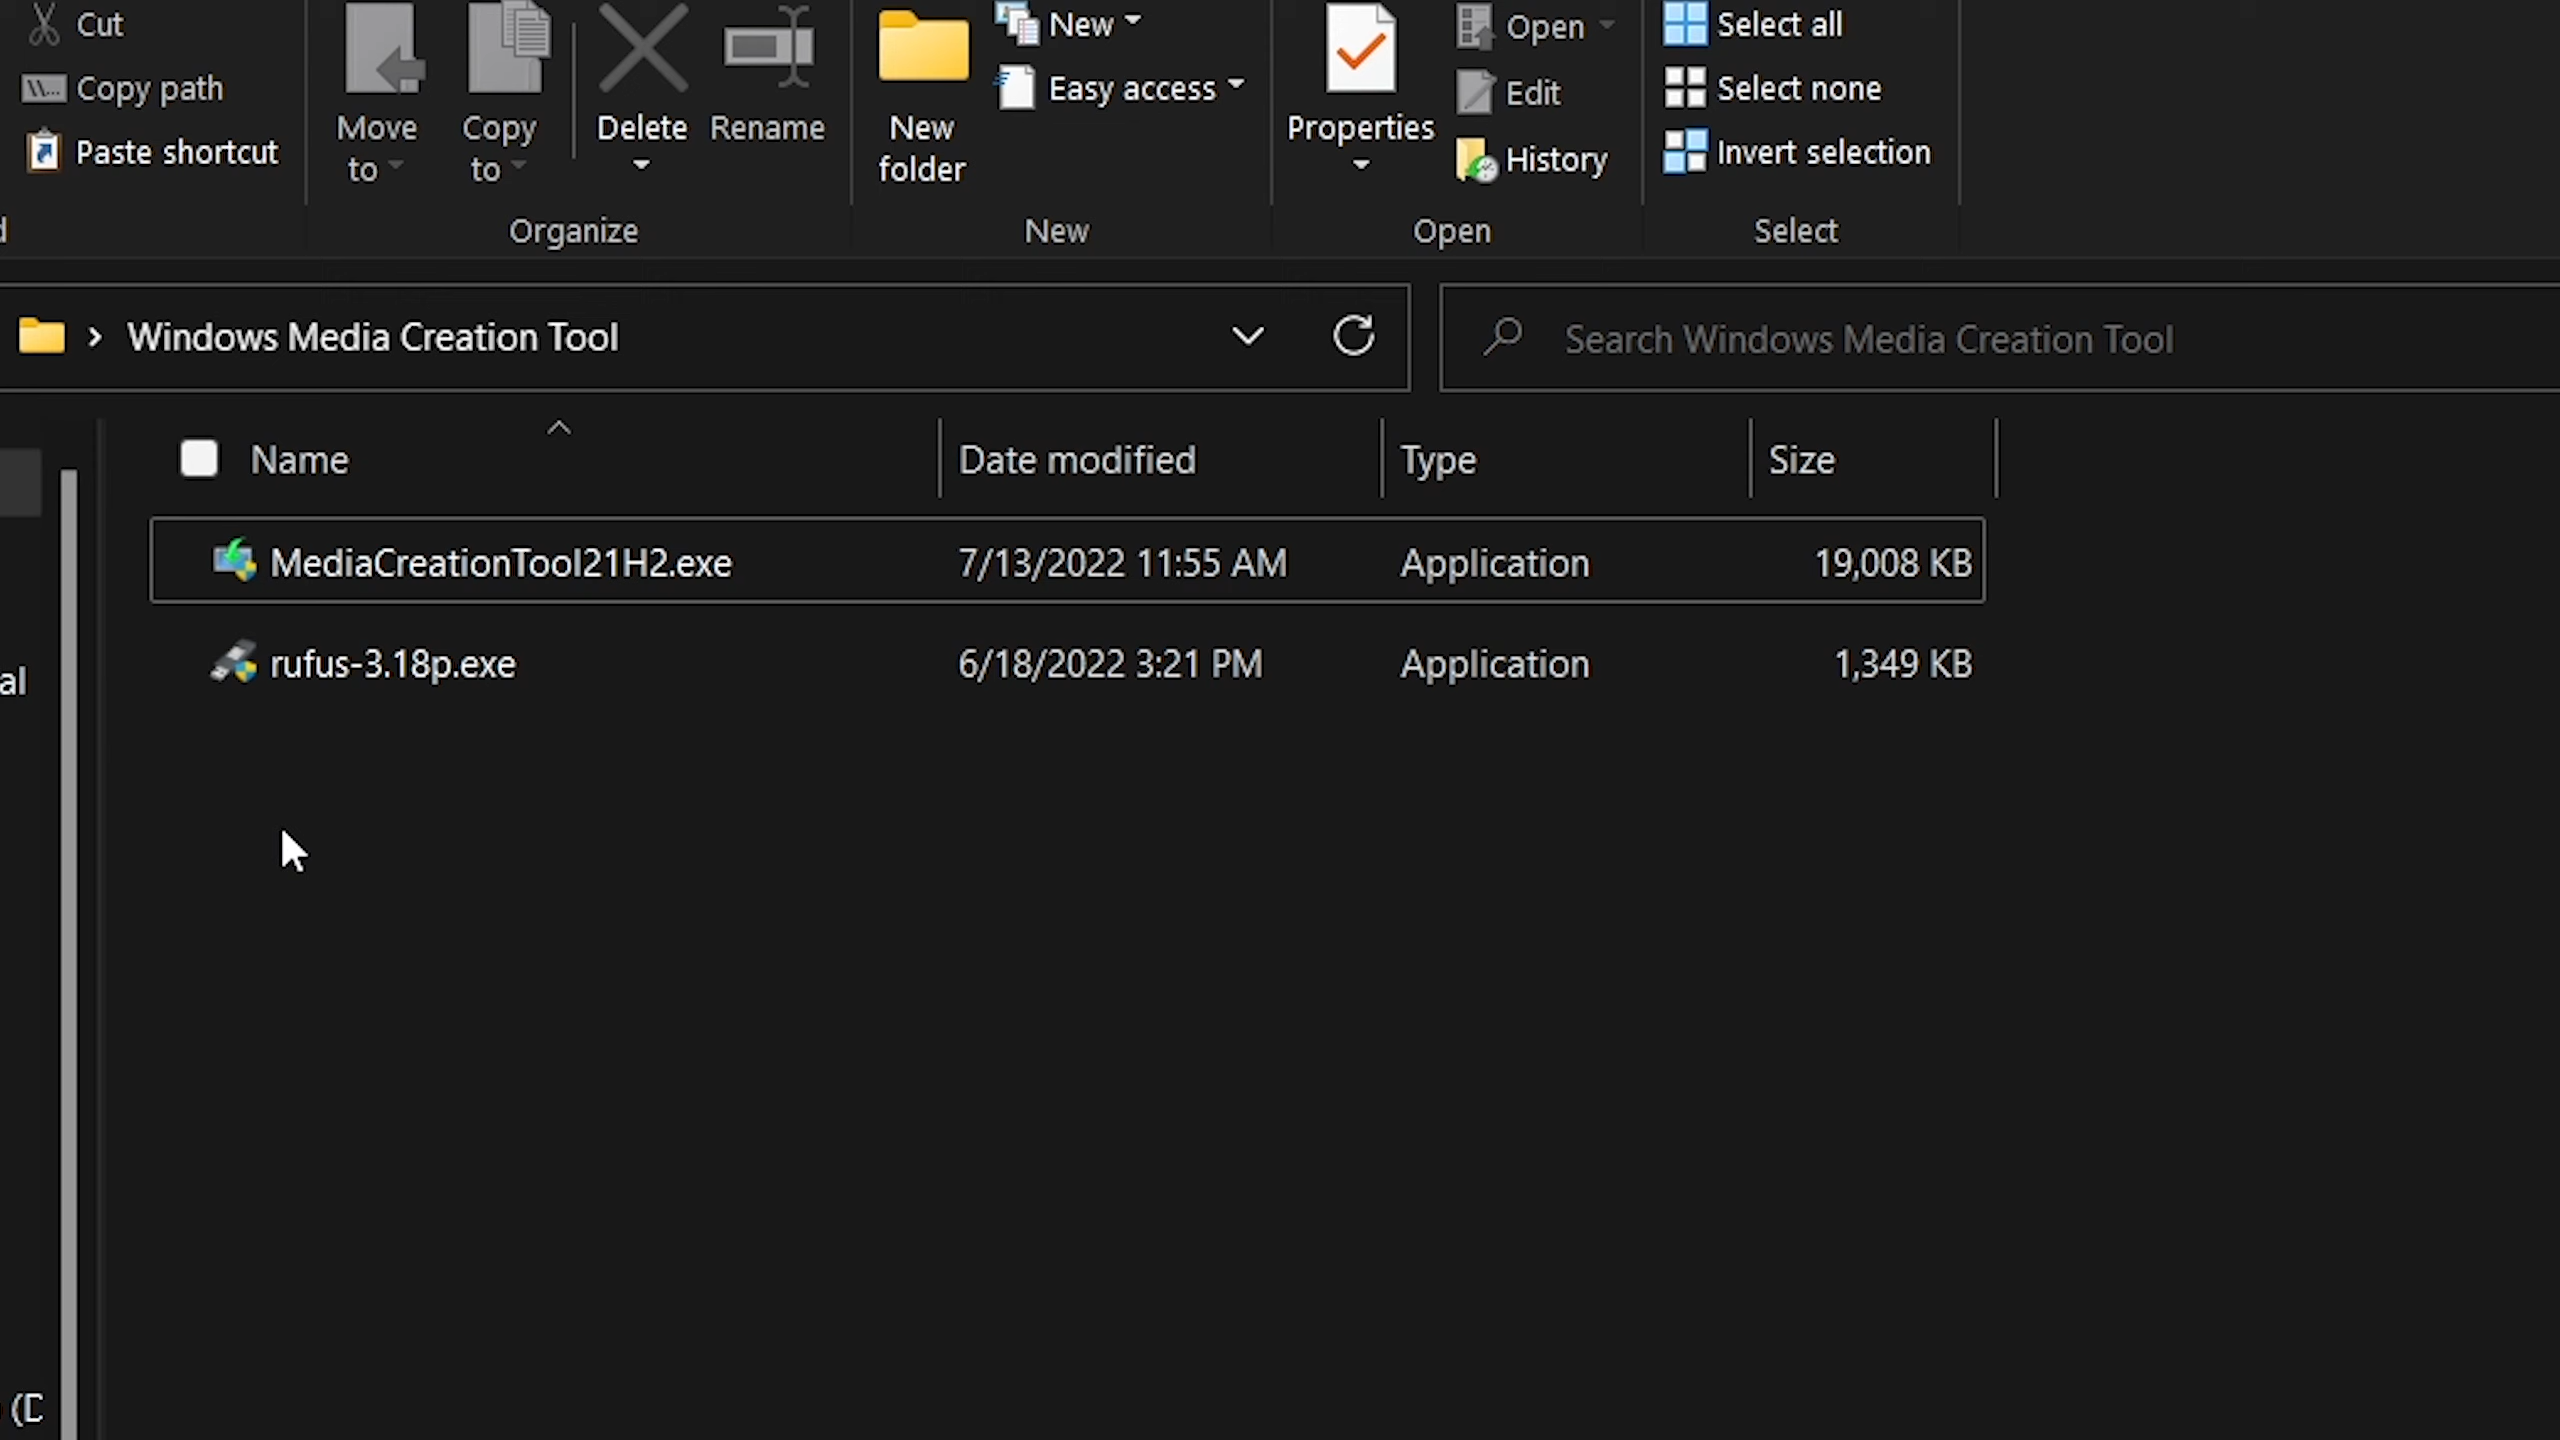 Cut
Copy path
Paste shortcut
Move to
Copy to
Delete
Rename
Organize
New folder
New
Easy access
New
Properties
Open
Edit
History
Open
Select all
Select none
Invert selection
Select
Windows Media Creation Tool
Search Windows Media Creation Tool
Name Date modified Type Size
MediaCreationTool21H2.exe 7/13/2022 11:55 AM Application 19,008 KB
rufus-3.18p.exe 6/18/2022 3:21 PM Application 1,349 KB
al
(D